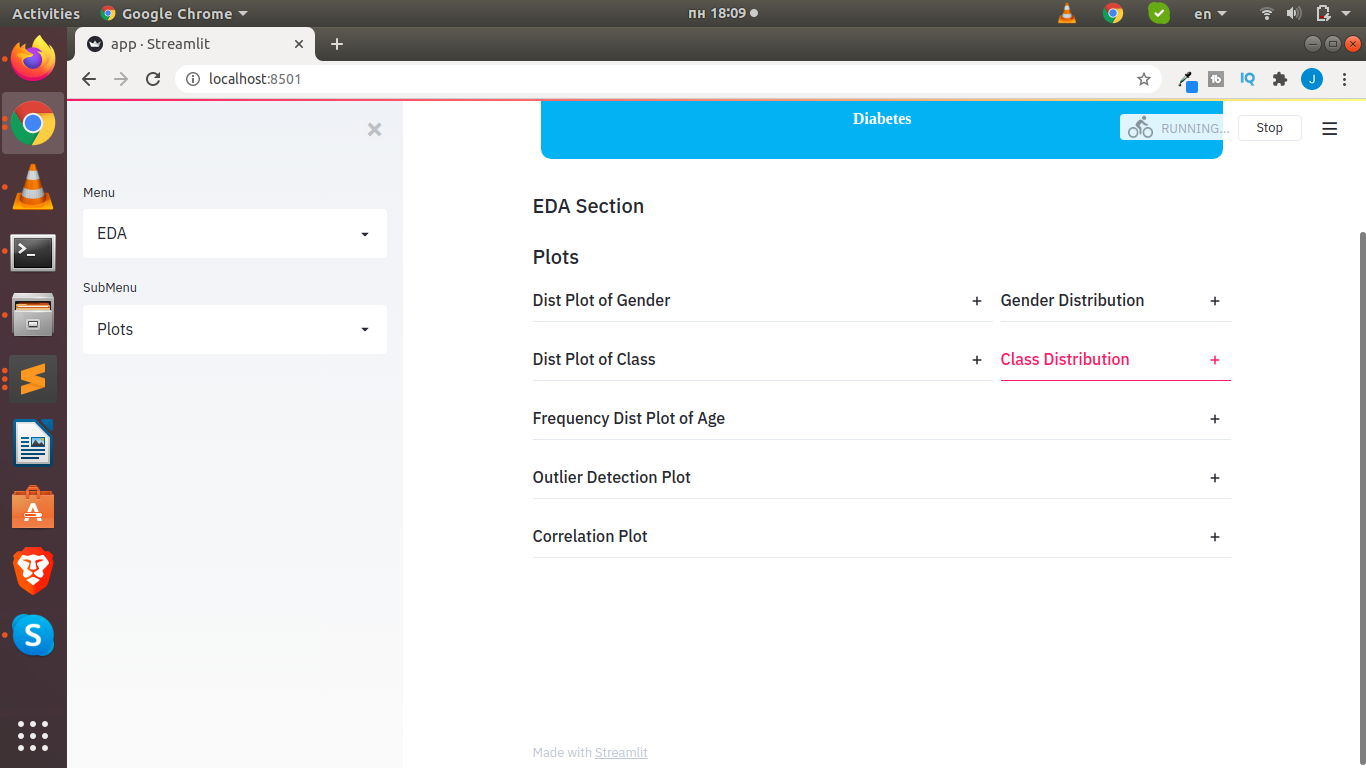 Activities
Google Chrome
пн 18:09
en
app · Streamlit
localhost:8501
Diabetes
RUNNING...
Stop
Menu
EDA
SubMenu
Plots
EDA Section
Plots
Dist Plot of Gender
Gender Distribution
Dist Plot of Class
Class Distribution
Frequency Dist Plot of Age
Outlier Detection Plot
Correlation Plot
Made with Streamlit